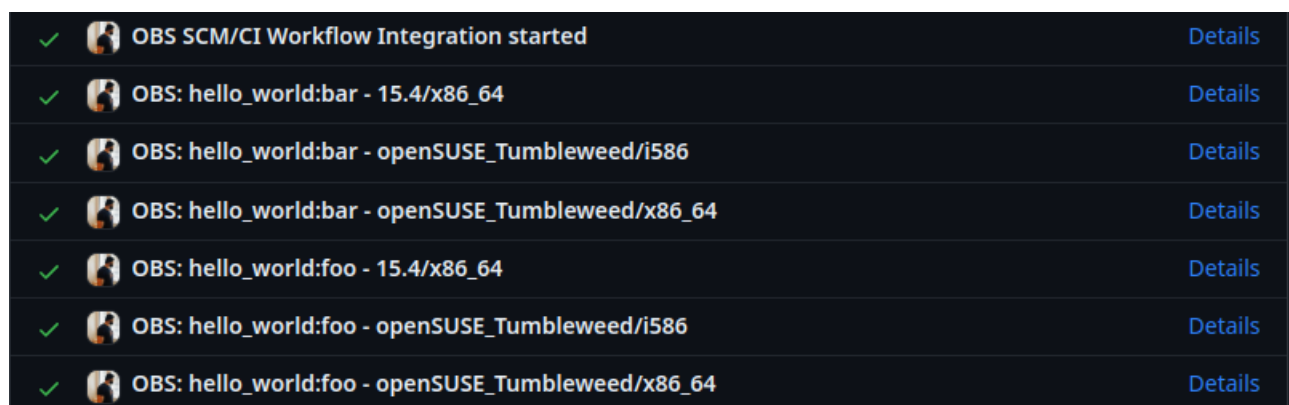 OBS SCM/CI Workflow Integration started Details
OBS: hello_world:bar - 15.4/x86_64 Details
OBS: hello_world:bar - openSUSE_Tumbleweed/i586 Details
OBS: hello_world:bar - openSUSE_Tumbleweed/x86_64 Details
OBS: hello_world:foo - 15.4/x86_64 Details
OBS: hello_world:foo - openSUSE_Tumbleweed/i586 Details
OBS: hello_world:foo - openSUSE_Tumbleweed/x86_64 Details